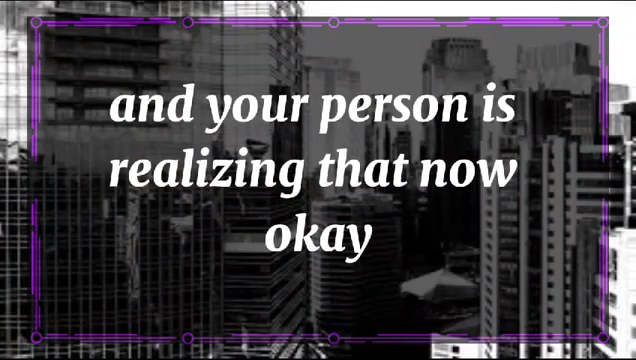 and your person is
realizing that now
okay